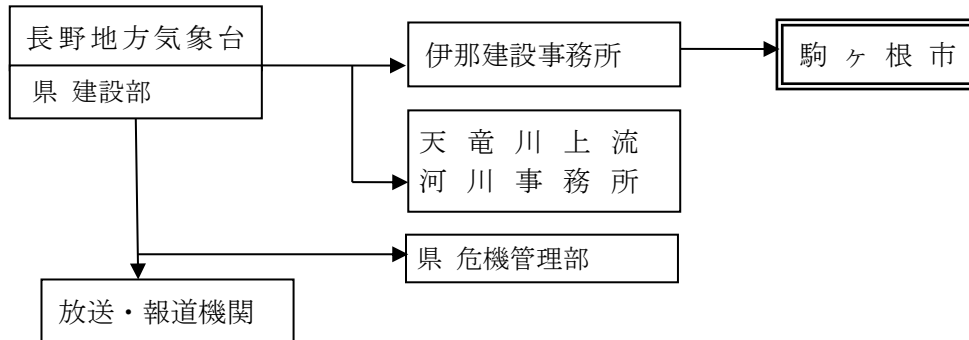 長野地方気象台
県 建設部
伊那建設事務所
駒ヶ根市
天竜川上流
河川事務所
県 危機管理部
放送・報道機関